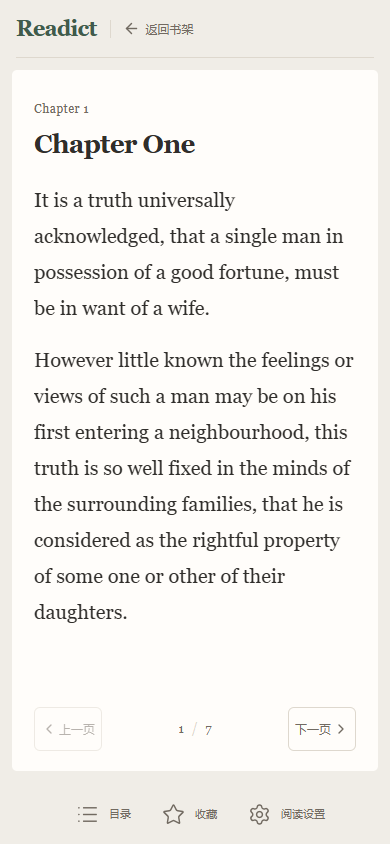 Readict
返回书架
Chapter 1
Chapter One
It is a truth universally
acknowledged, that a single man in
possession of a good fortune, must
be in want of a wife.
However little known the feelings or
views of such a man may be on his
first entering a neighbourhood, this
truth is so well fixed in the minds of
the surrounding families, that he is
considered as the rightful property
of some one or other of their
daughters.
上一页
1 / 7
下一页
目录
收藏
阅读设置